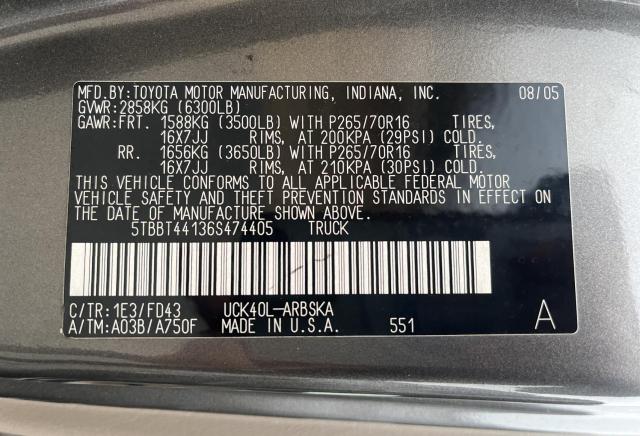 MFD.BY:TOYOTA MOTOR MANUFACTURING, INDIANA, INC. 08/05
GVWR:2858KG (6300LB)
GAWR:FRT. 1588KG (3500LB) WITH P265/70R16 TIRES,
16X7JJ RIMS, AT 200KPA (29PSI) COLD.
RR. 1656KG (3650LB) WITH P265/70R16 TIRES,
16X7JJ RIMS, AT 210KPA (30PSI) COLD.
THIS VEHICLE CONFORMS TO ALL APPLICABLE FEDERAL MOTOR
VEHICLE SAFETY AND THEFT PREVENTION STANDARDS IN EFFECT ON
THE DATE OF MANUFACTURE SHOWN ABOVE.
5TBBT44136S474405 TRUCK
C/TR:1E3/FD43 UCK40L-ARBSKA
A/TM:A03B/A750F MADE IN U.S.A. 551 A